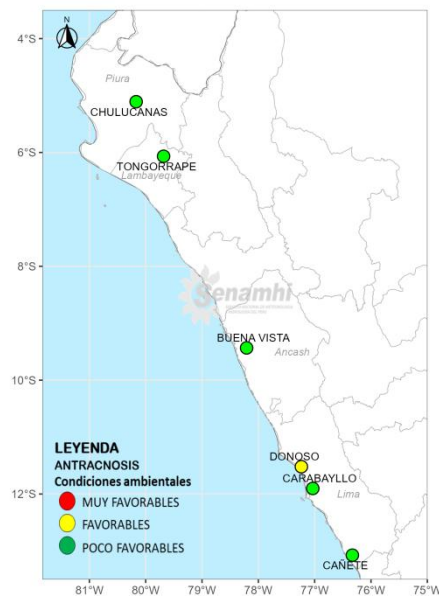 N
4°S
6°S
8°S
10°S
12°S
Piura
CHULUCANAS
TONGORRAPE
Lambayeque
Senamhi
BUENA VISTA
Ancash
DONOSO
CARABAYLLO
Lima
CAÑETE
LEYENDA
ANTRACNOSIS
Condiciones ambientales
MUY FAVORABLES
FAVORABLES
POCO FAVORABLES
81°W 80°W 79°W 78°W 77°W 76°W 75°W